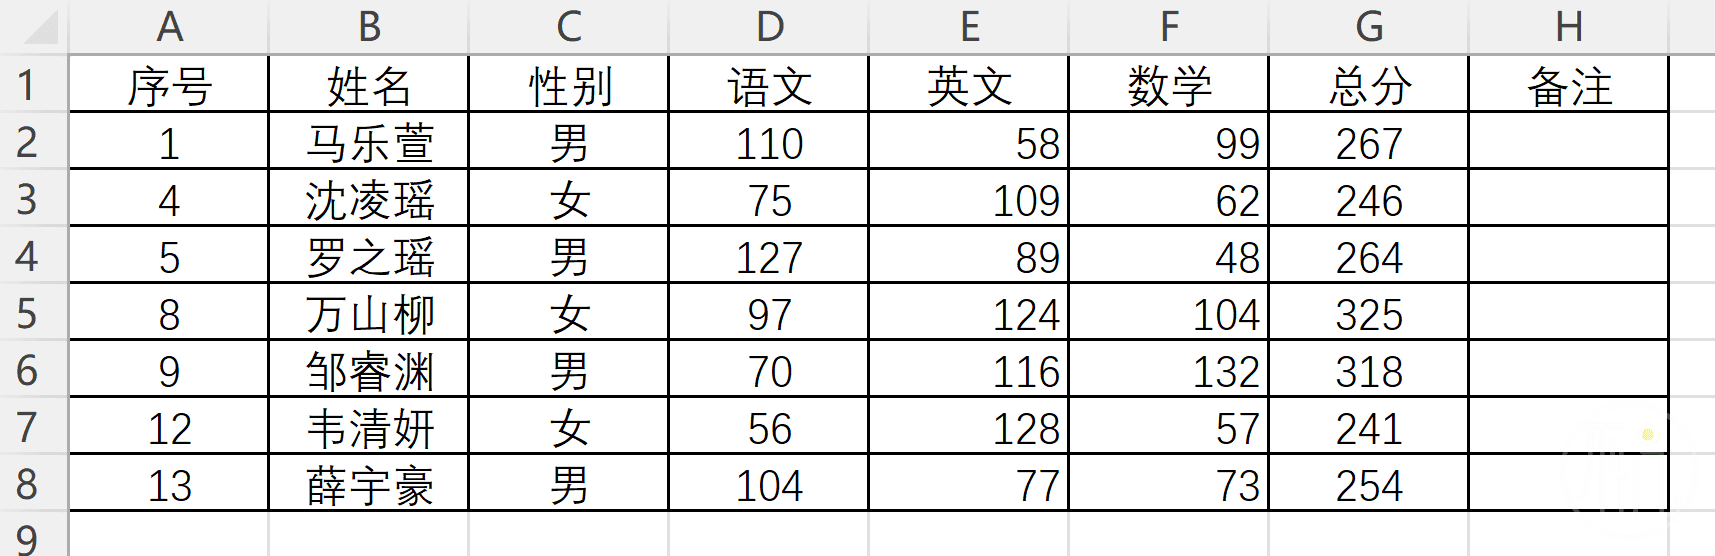 A B C D E F G H
1 序号 姓名 性别 语文 英文 数学 总分 备注
2 1 马乐萱 男 110 58 99 267
3 4 沈凌瑶 女 75 109 62 246
4 5 罗之瑶 男 127 89 48 264
5 8 万山柳 女 97 124 104 325
6 9 邹睿渊 男 70 116 132 318
7 12 韦清妍 女 56 128 57 241
8 13 薛宇豪 男 104 77 73 254
9